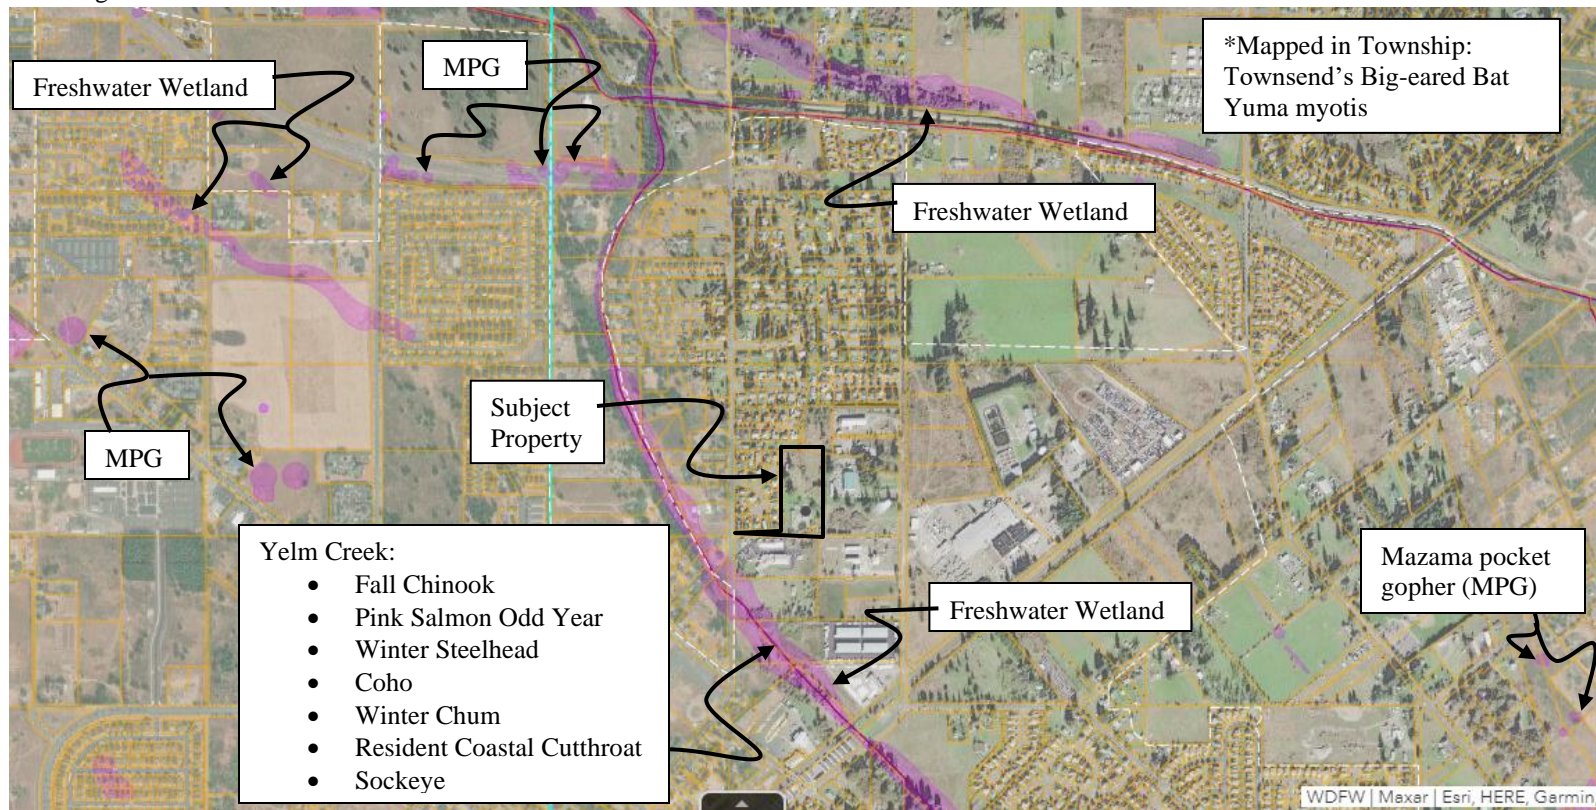 Freshwater Wetland
MPG
*Mapped in Township:
Townsend's Big-eared Bat
Yuma myotis
Freshwater Wetland
Subject
Property
MPG
Yelm Creek:
• Fall Chinook
• Pink Salmon Odd Year
• Winter Steelhead
• Coho
• Winter Chum
• Resident Coastal Cutthroat
• Sockeye
Freshwater Wetland
Mazama pocket
gopher (MPG)
WDFW | Maxar | Esri, HERE, Garmin